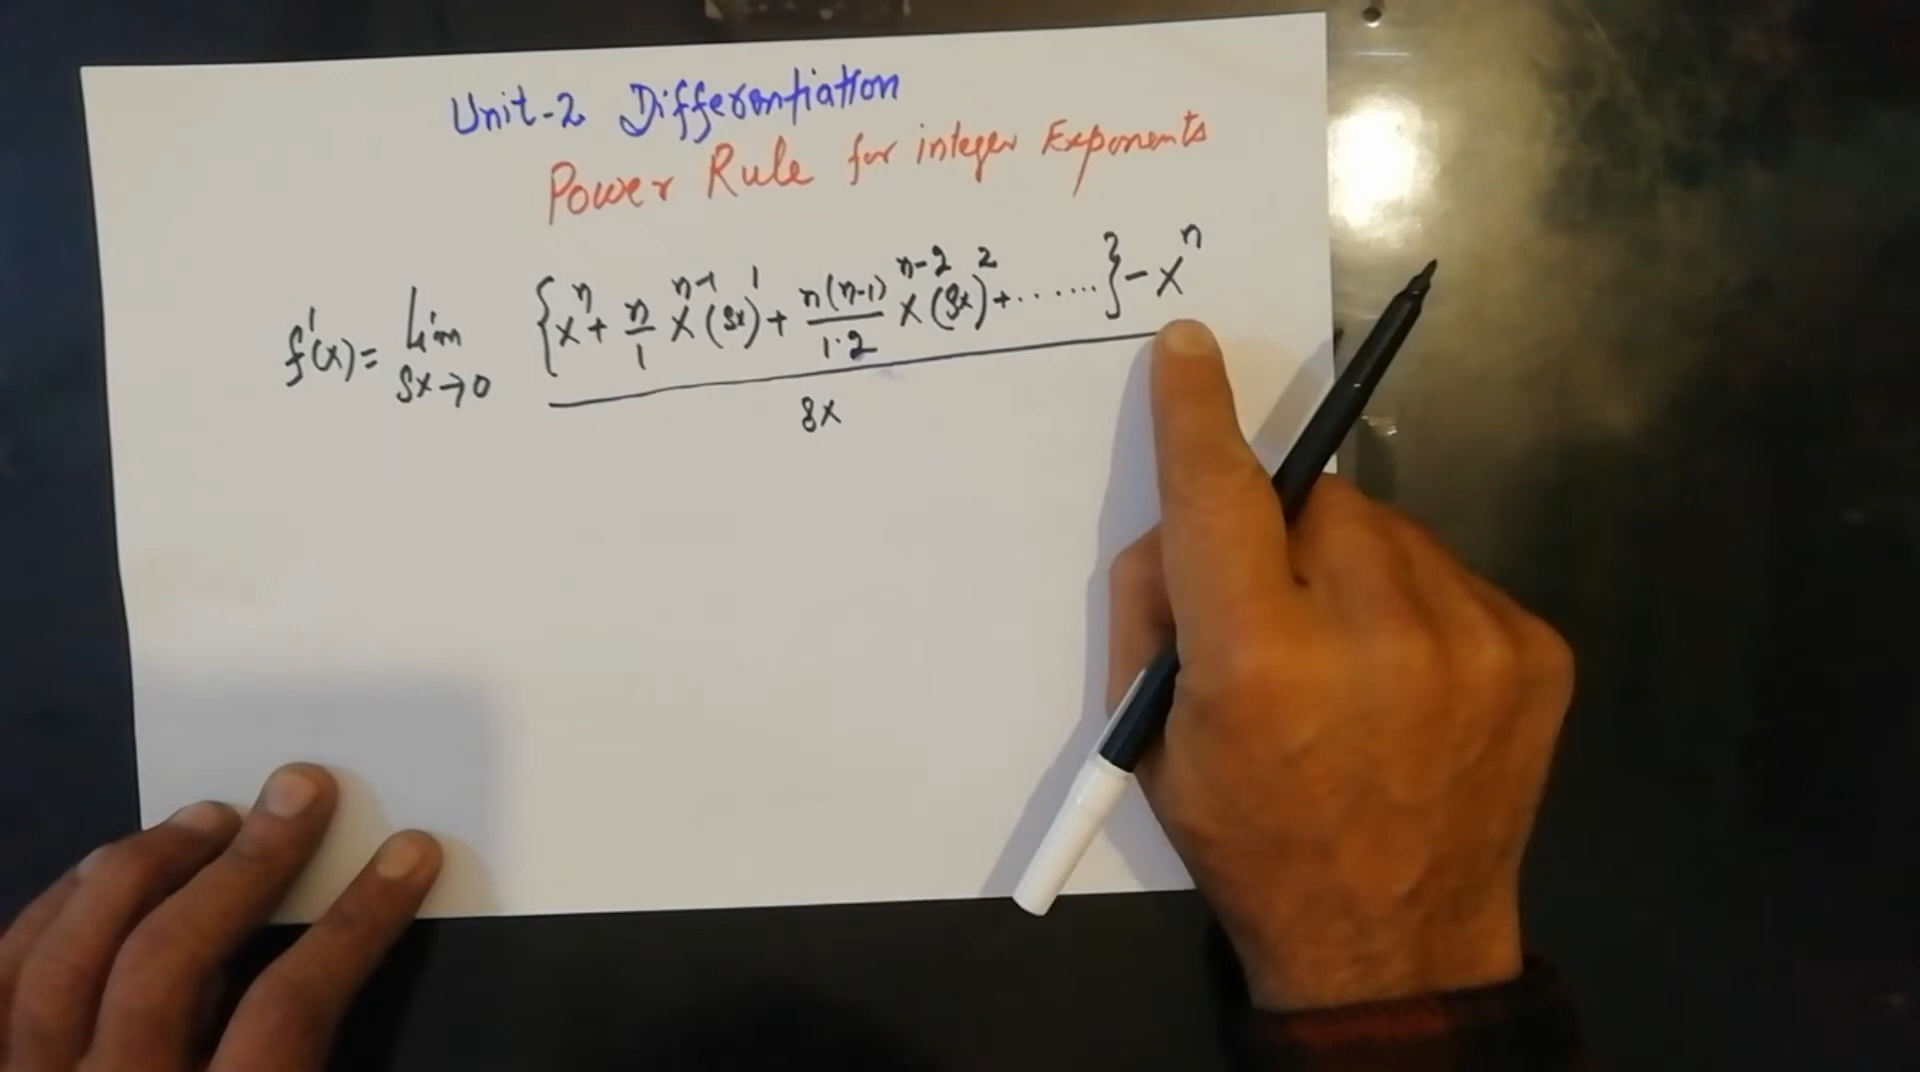 Unit-2 Differentiation
Power Rule for integer Exponents
f'(x) = lim δx→0 {xⁿ + n/1 xⁿ⁻¹ (δx)¹ + n(n-1)/1·2 xⁿ⁻² (δx)² + ......} - xⁿ
δx